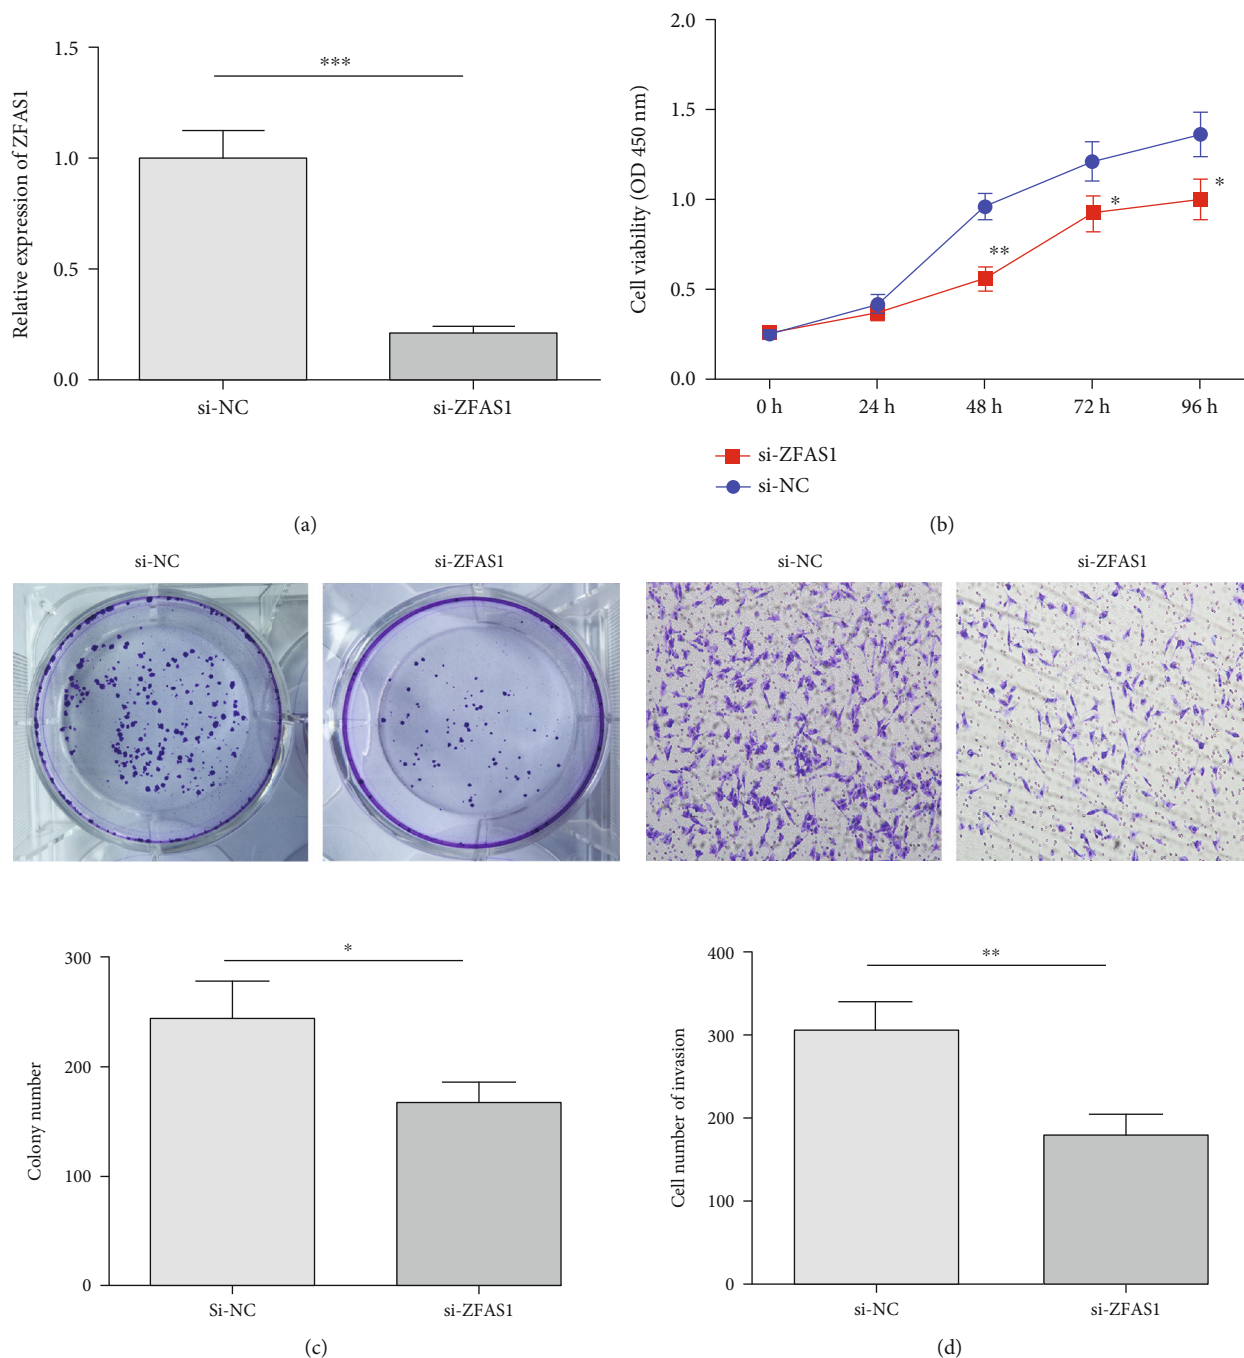 1.5
1.0
0.5
0.0
Relative expression of ZFAS1
***
si-NC
si-ZFAS1
(a)
2.0
1.5
1.0
0.5
0.0
Cell viability (OD 450 nm)
**
*
*
0 h
24 h
48 h
72 h
96 h
si-ZFAS1
si-NC
(b)
si-NC
si-ZFAS1
300
200
100
0
Colony number
*
Si-NC
si-ZFAS1
(c)
si-NC
si-ZFAS1
400
300
200
100
0
Cell number of invasion
**
si-NC
si-ZFAS1
(d)